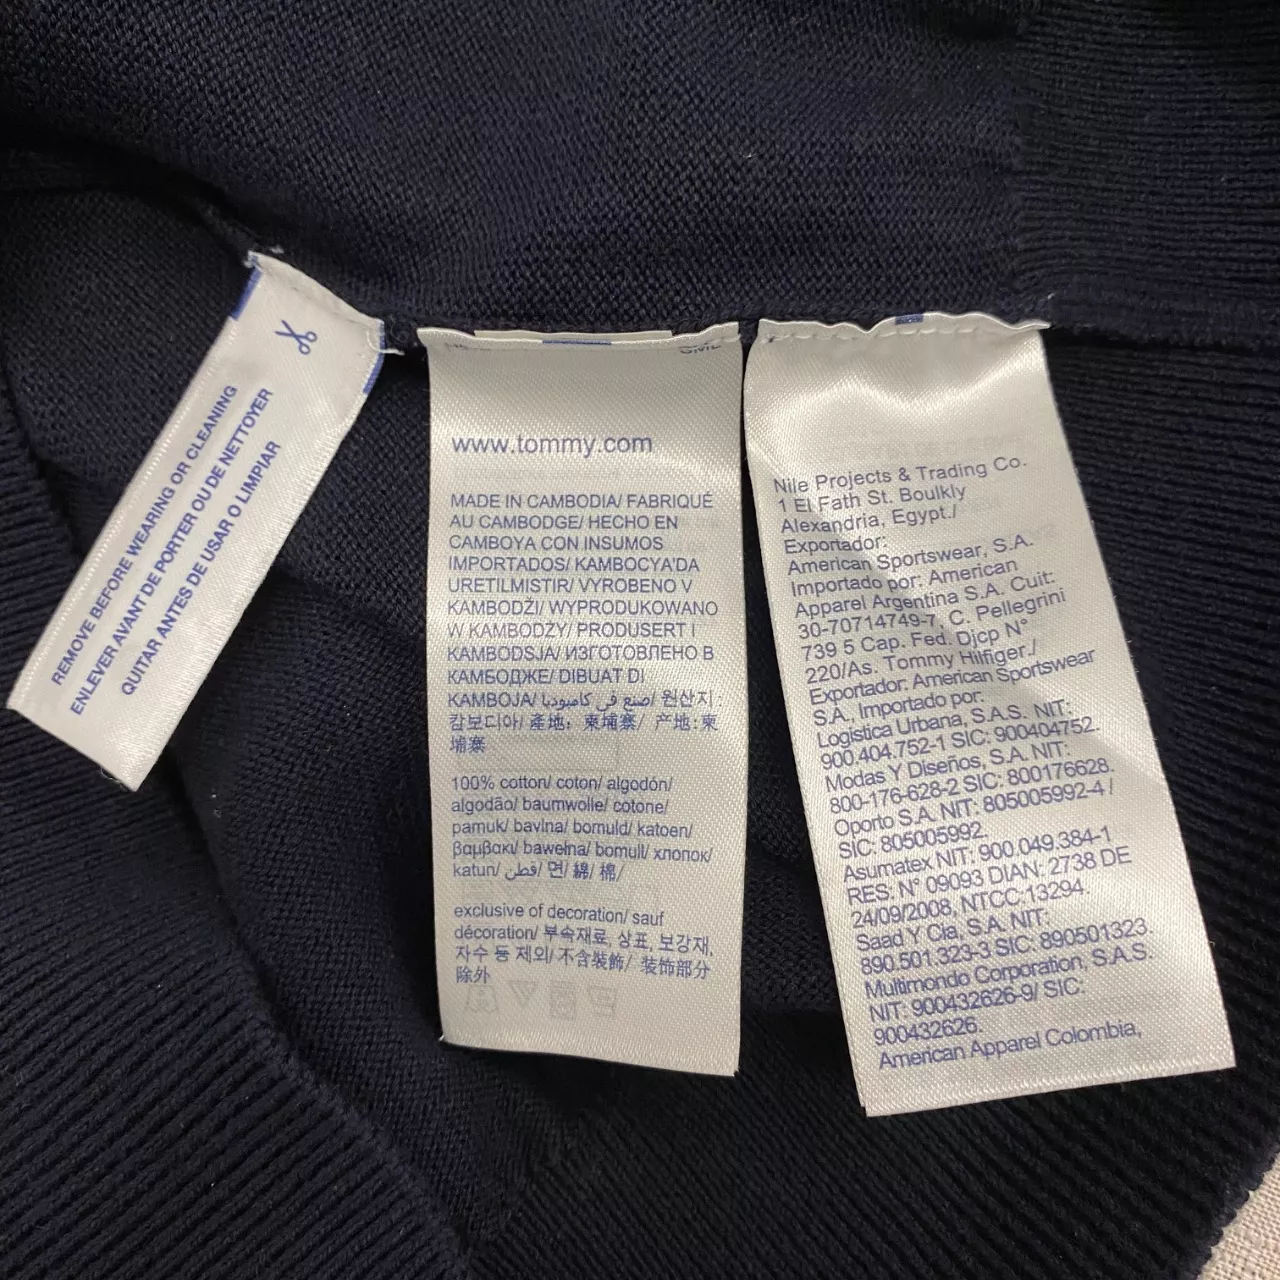 REMOVE BEFORE WEARING OR CLEANING
ENLEVER AVANT DE PORTER OU DE NETTOYER
QUITAR ANTES DE USAR O LIMPIAR
www.tommy.com
MADE IN CAMBODIA/ FABRIQUÉ
AU CAMBODGE/ HECHO EN
CAMBOYA CON INSUMOS
IMPORTADOS/ KAMBOCYA'DA
URETILMISTIR/ VYROBENO V
KAMBODŽI/ WYPRODUKOWANO
W KAMBODŻY/ PRODUSERT I
KAMBODSJA/ ИЗГОТОВЛЕНО В
КАМБОДЖЕ/ DIBUAT DI
KAMBOJA/ صنع في كامبوديا/ 원산지 :
캄보디아/ 產地，柬埔寨/ 产地:柬
埔寨
100% cotton/ coton/ algodón/
algodão/ baumwolle/ cotone/
pamuk/ bavlna/ bomuld/ katoen/
βαμβακι/ bawełna/ bomull/ хлопок/
katun/ قطن/ 면/ 綿/ 棉/
exclusive of decoration/ sauf
décoration/ 부속재료, 상표, 보강재,
자수 등 제외/ 不含裝飾/ 装饰部分
除外
Nile Projects & Trading Co.
1 El Fath St. Boulkly
Alexandria, Egypt./
Exportador:
American Sportswear, S.A.
Importado por: American
Apparel Argentina S.A. Cuit:
30-70714749-7, C. Pellegrini
739 5 Cap. Fed. Djcp N°
220/As. Tommy Hilfiger./
Exportador: American Sportswear
S.A., Importado por:
Logistica Urbana, S.A.S. NIT:
900.404.752-1 SIC: 900404752.
Modas Y Diseños, S.A. NIT:
800-176-628-2 SIC: 800176628.
Oporto S.A. NIT: 805005992-4 /
SIC: 805005992.
Asumatex NIT: 900.049.384-1
RES. N° 09093 DIAN: 2738 DE
24/09/2008, NTCC:13294.
Saad Y Cia, S.A. NIT:
890.501.323-3 SIC: 890501323.
Multimondo Corporation, S.A.S.
NIT: 900432626-9/ SIC:
900432626.
American Apparel Colombia,